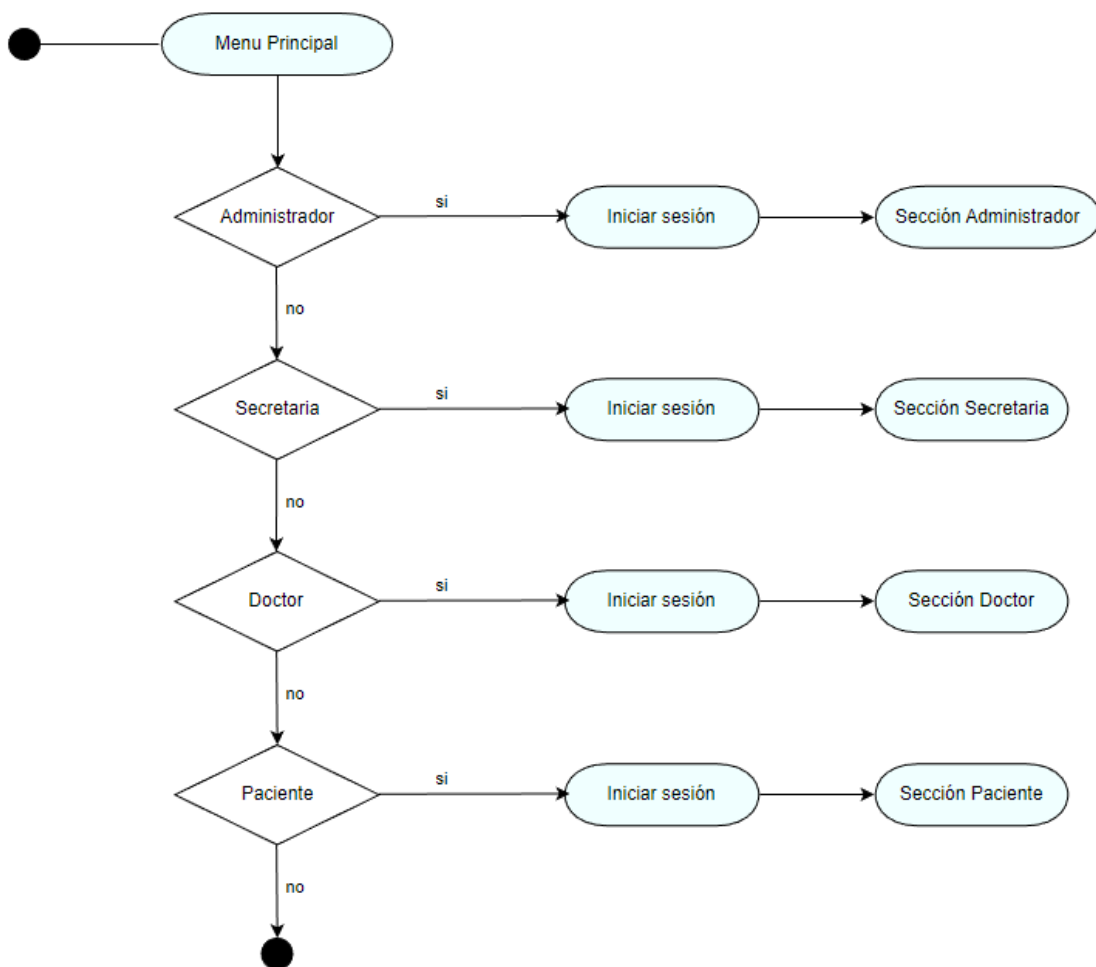 Menu Principal
Administrador
si
Iniciar sesión
Sección Administrador
no
Secretaria
si
Iniciar sesión
Sección Secretaria
no
Doctor
si
Iniciar sesión
Sección Doctor
no
Paciente
si
Iniciar sesión
Sección Paciente
no